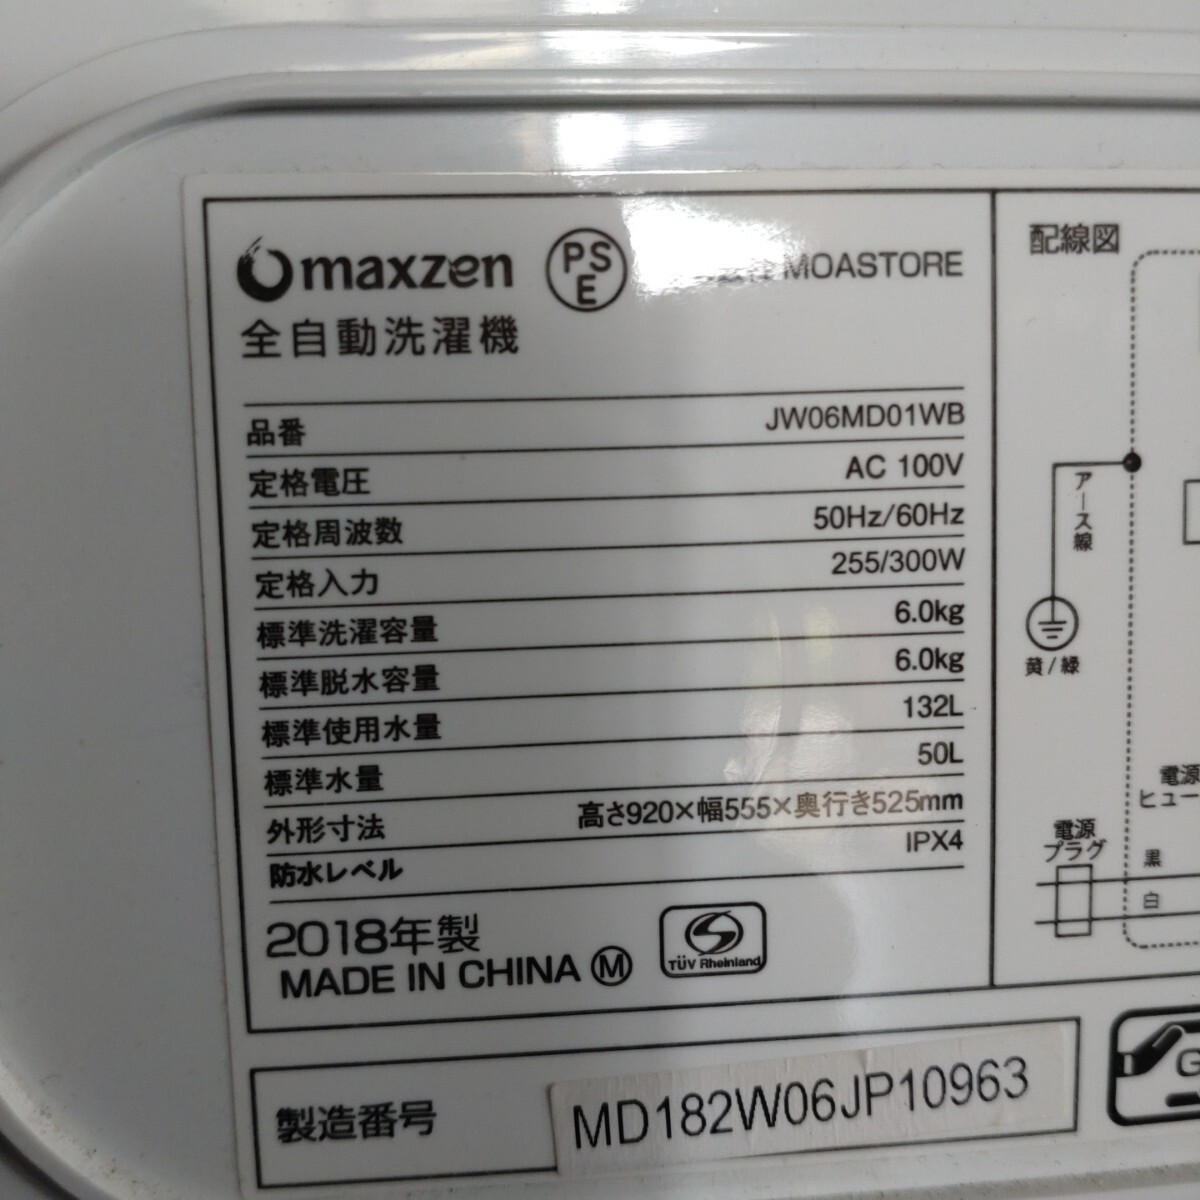 maxzen PSE MOASTORE
全自動洗濯機
品番 JW06MD01WB
定格電圧 AC 100V
定格周波数 50Hz/60Hz
定格入力 255/300W
標準洗濯容量 6.0kg
標準脱水容量 6.0kg
標準使用水量 132L
標準水量 50L
外形寸法 高さ920×幅555×奥行き525mm
防水レベル IPX4
2018年製
MADE IN CHINA M
TÜV Rheinland
製造番号 MD182W06JP10963
配線図
アース線
黄/緑
電源
ヒュー
電源
プラグ
黒
白
G